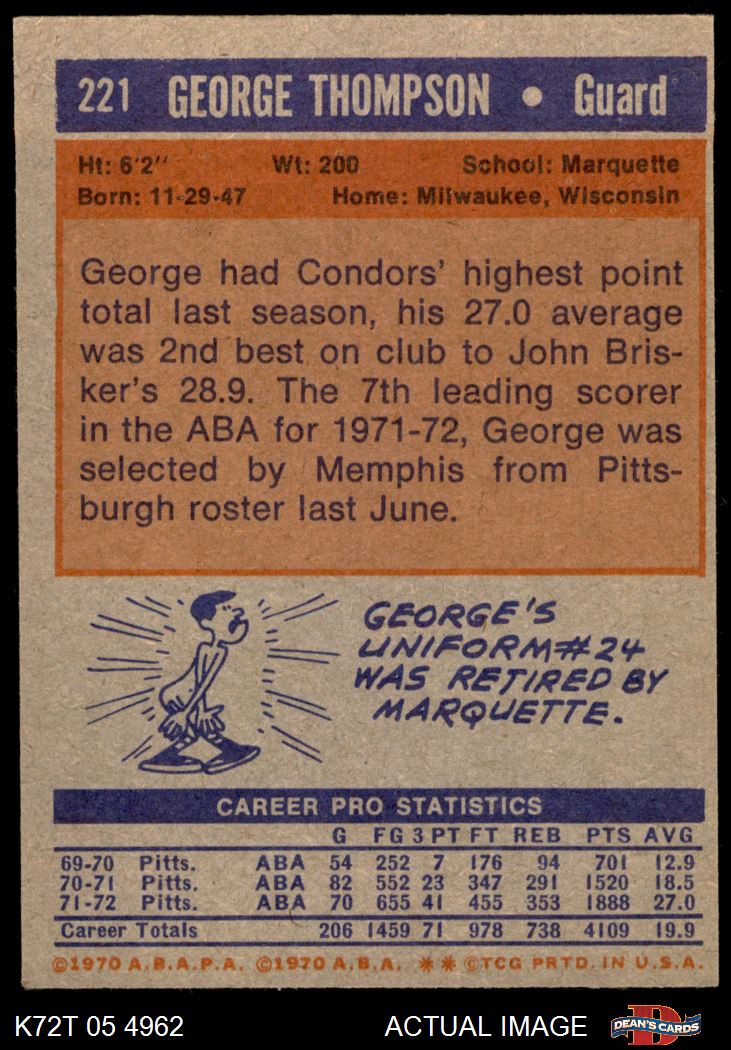 221 GEORGE THOMPSON • Guard
Ht: 6'2" Wt: 200 School: Marquette
Born: 11-29-47 Home: Milwaukee, Wisconsin
George had Condors' highest point
total last season, his 27.0 average
was 2nd best on club to John Bris-
ker's 28.9. The 7th leading scorer
in the ABA for 1971-72, George was
selected by Memphis from Pitts-
burgh roster last June.
GEORGE'S
UNIFORM #24
WAS RETIRED BY
MARQUETTE.
CAREER PRO STATISTICS
G FG 3 PT FT REB PTS AVG
69-70 Pitts. ABA 54 252 7 176 94 701 12.9
70-71 Pitts. ABA 82 552 23 347 291 1520 18.5
71-72 Pitts. ABA 70 655 41 455 353 1888 27.0
Career Totals 206 1459 71 978 738 4109 19.9
©1970 A.B.A.P.A. ©1970 A.B.A. ** ©TCG PRTD. IN U.S.A.
K72T 05 4962 ACTUAL IMAGE D DEAN'S CARDS